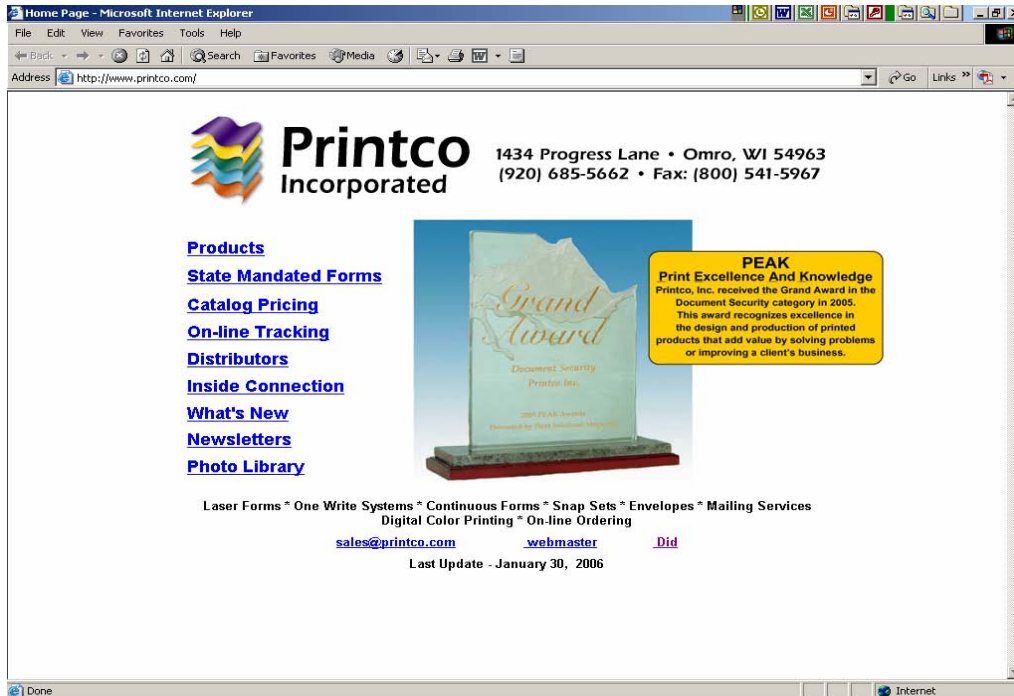 Home Page - Microsoft Internet Explorer
File Edit View Favorites Tools Help
Back Search Favorites Media
Address http://www.printco.com/ Go Links »
Printco
Incorporated
1434 Progress Lane • Omro, WI 54963
(920) 685-5662 • Fax: (800) 541-5967
Products
State Mandated Forms
Catalog Pricing
On-line Tracking
Distributors
Inside Connection
What's New
Newsletters
Photo Library
Grand
Award
Document Security
Printco Inc.
2005 PEAK Awards
PEAK
Print Excellence And Knowledge
Printco, Inc. received the Grand Award in the
Document Security category in 2005.
This award recognizes excellence in
the design and production of printed
products that add value by solving problems
or improving a client's business.
Laser Forms * One Write Systems * Continuous Forms * Snap Sets * Envelopes * Mailing Services
Digital Color Printing * On-line Ordering
sales@printco.com webmaster Did
Last Update - January 30, 2006
Done Internet